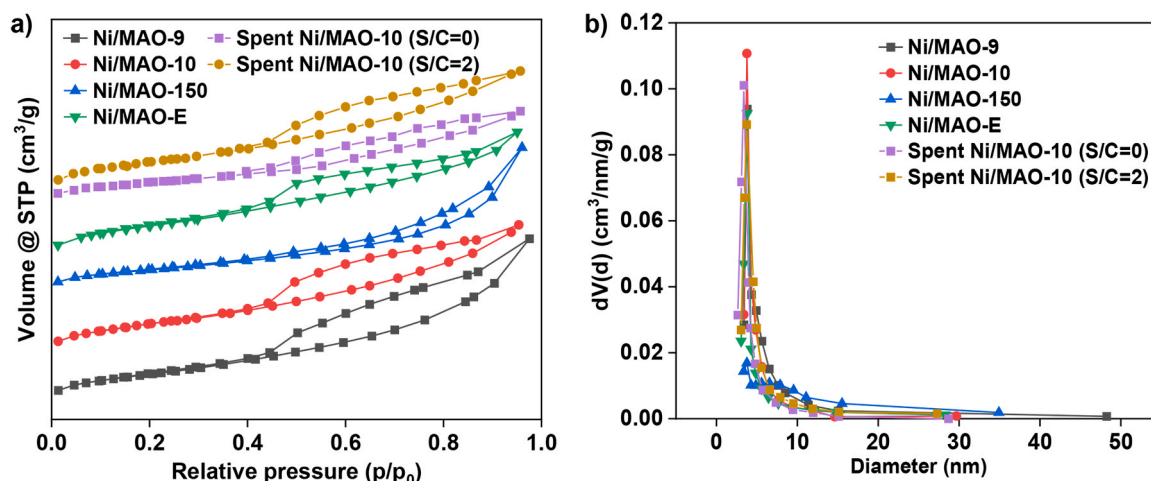 a)
Ni/MAO-9
Ni/MAO-10
Ni/MAO-150
Ni/MAO-E
Spent Ni/MAO-10 (S/C=0)
Spent Ni/MAO-10 (S/C=2)
Volume @ STP (cm³/g)
0.0 0.2 0.4 0.6 0.8 1.0
Relative pressure (p/p₀)
b)
Ni/MAO-9
Ni/MAO-10
Ni/MAO-150
Ni/MAO-E
Spent Ni/MAO-10 (S/C=0)
Spent Ni/MAO-10 (S/C=2)
dV(d) (cm³/nm/g)
0.12
0.10
0.08
0.06
0.04
0.02
0.00
0 10 20 30 40 50
Diameter (nm)